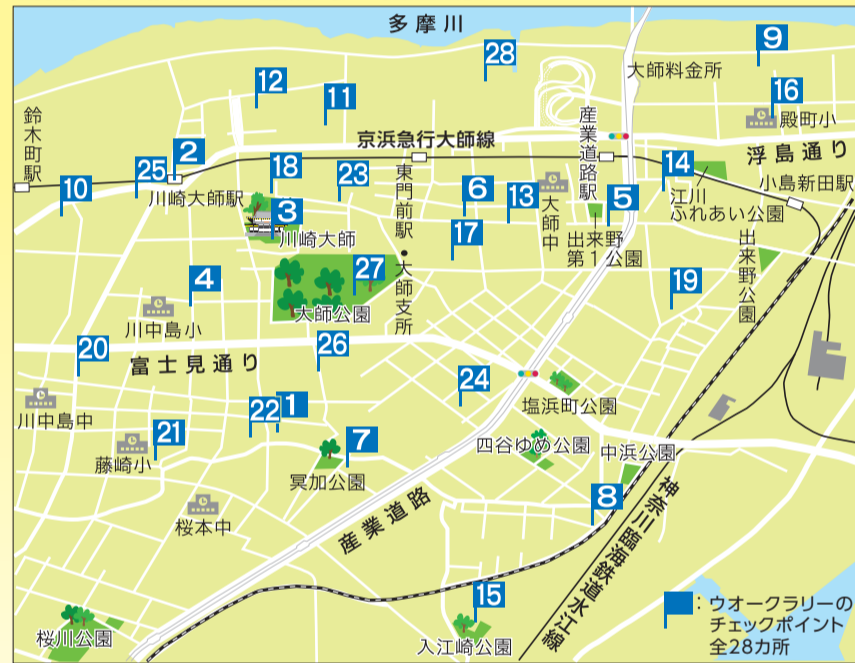 多摩川
28
9
大師料金所
16
殿町小
12
11
鈴木町駅
京浜急行大師線
産業道路駅
浮島通り
2
25
18
23
東門前駅
14
小島新田駅
10
川崎大師駅
6
13
大師中
5
江川
ふれあい公園
3
川崎大師
17
出来野
第1公園
出来野公園
4
27
大師支所
19
川中島小
大師公園
20
富士見通り
26
24
塩浜町公園
川中島中
22
1
21
藤崎小
7
冥加公園
四谷ゆめ公園
中浜公園
桜本中
産業道路
8
神奈川臨海鉄道水江線
15
入江崎公園
桜川公園
:ウオークラリーの
チェックポイント
全28カ所